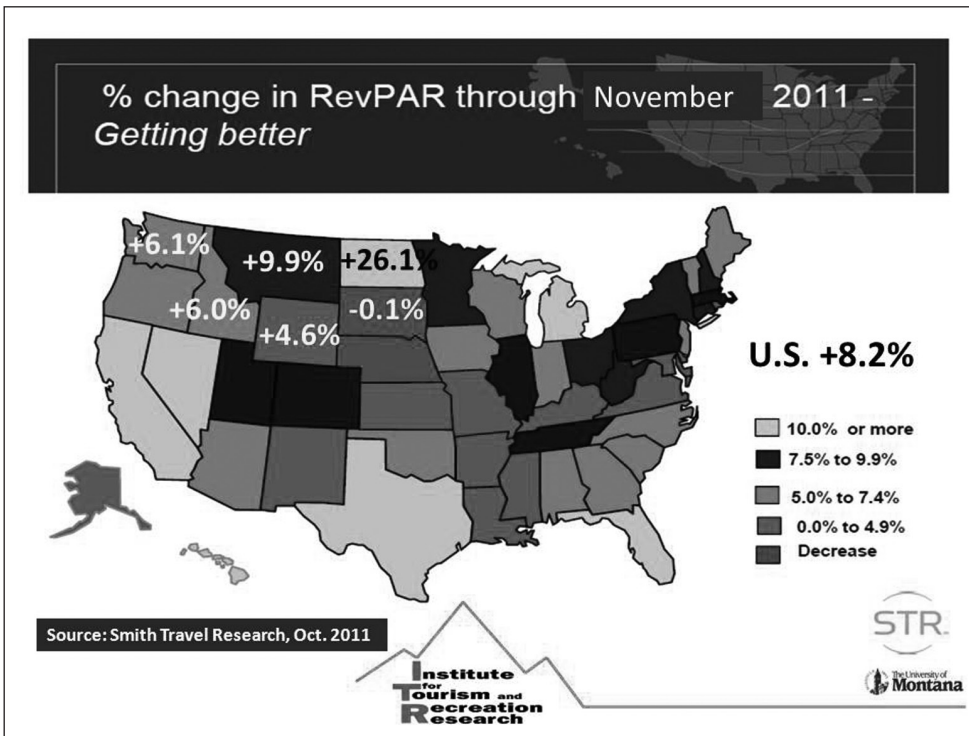 % change in RevPAR through November 2011 -
Getting better
+6.1%
+9.9%
+26.1%
+6.0%
+4.6%
-0.1%
U.S. +8.2%
10.0% or more
7.5% to 9.9%
5.0% to 7.4%
0.0% to 4.9%
Decrease
Source: Smith Travel Research, Oct. 2011
STR
Institute
for
Tourism and
Recreation
Research
The University of
Montana